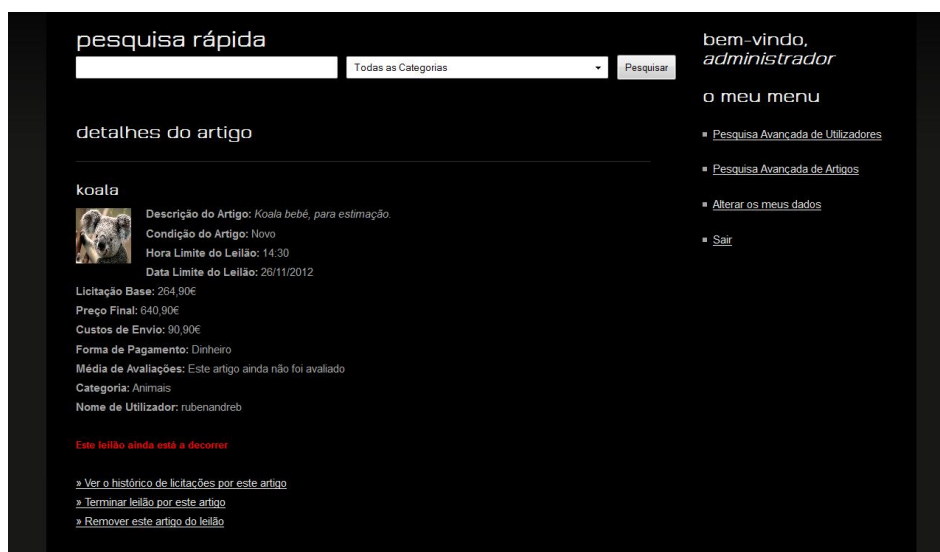 pesquisa rápida
Todas as Categorias
Pesquisar
detalhes do artigo
koala
Descrição do Artigo: Koala bebé, para estimação.
Condição do Artigo: Novo
Hora Limite do Leilão: 14:30
Data Limite do Leilão: 26/11/2012
Licitação Base: 264,90€
Preço Final: 640,90€
Custos de Envio: 90,90€
Forma de Pagamento: Dinheiro
Média de Avaliações: Este artigo ainda não foi avaliado
Categoria: Animais
Nome de Utilizador: rubenandreb
Este leilão ainda está a decorrer
» Ver o histórico de licitações por este artigo
» Terminar leilão por este artigo
» Remover este artigo do leilão
bem-vindo,
administrador
o meu menu
Pesquisa Avançada de Utilizadores
Pesquisa Avançada de Artigos
Alterar os meus dados
Sair